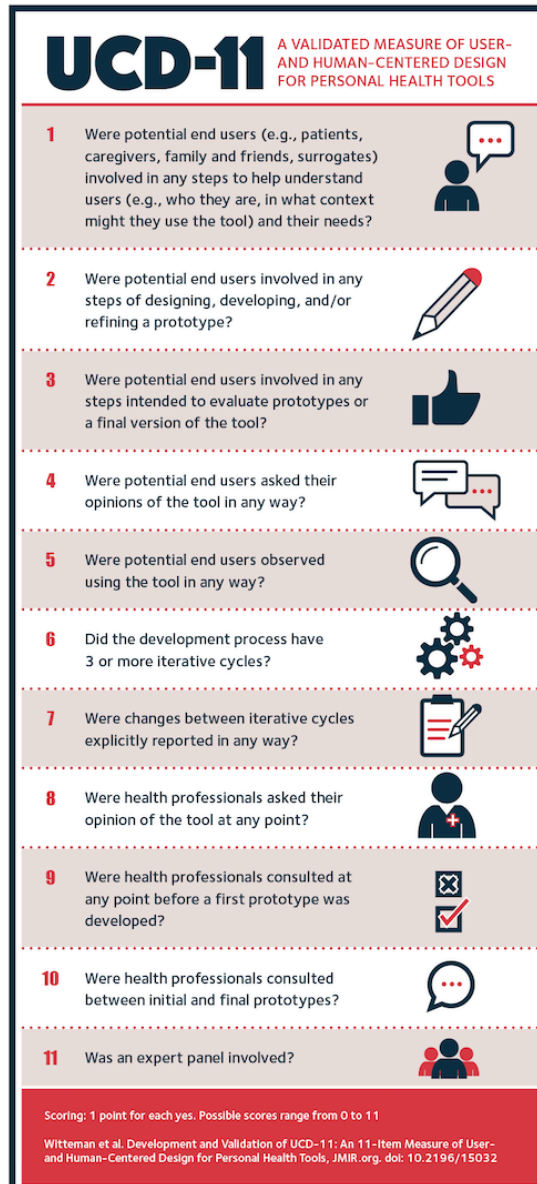 UCD-11
A VALIDATED MEASURE OF USER-
AND HUMAN-CENTERED DESIGN
FOR PERSONAL HEALTH TOOLS
1 Were potential end users (e.g., patients,
caregivers, family and friends, surrogates)
involved in any steps to help understand
users (e.g., who they are, in what context
might they use the tool) and their needs?
2 Were potential end users involved in any
steps of designing, developing, and/or
refining a prototype?
3 Were potential end users involved in any
steps intended to evaluate prototypes or
a final version of the tool?
4 Were potential end users asked their
opinions of the tool in any way?
5 Were potential end users observed
using the tool in any way?
6 Did the development process have
3 or more iterative cycles?
7 Were changes between iterative cycles
explicitly reported in any way?
8 Were health professionals asked their
opinion of the tool at any point?
9 Were health professionals consulted at
any point before a first prototype was
developed?
10 Were health professionals consulted
between initial and final prototypes?
11 Was an expert panel involved?
Scoring: 1 point for each yes. Possible scores range from 0 to 11
Witteman et al. Development and Validation of UCD-11: An 11-Item Measure of User-
and Human-Centered Design for Personal Health Tools, JMIR.org. doi: 10.2196/15032